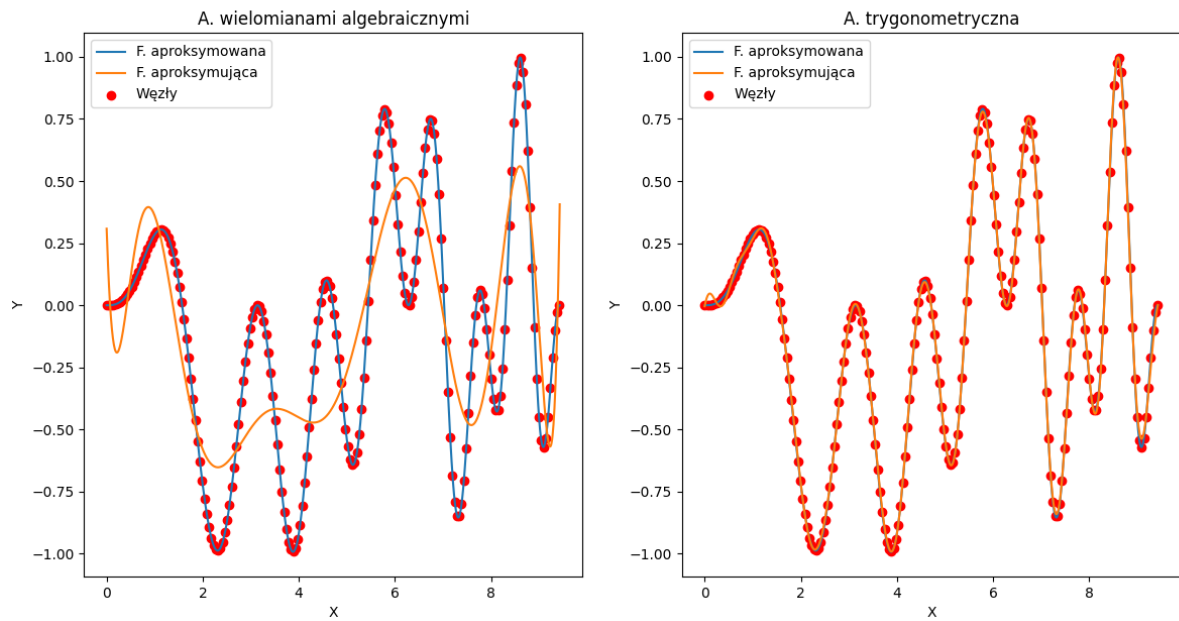 A. wielomianami algebraicznymi
F. aproksymowana
F. aproksymująca
Węzły
1.00
0.75
0.50
0.25
0.00
−0.25
−0.50
−0.75
−1.00
Y
0 2 4 6 8
X
A. trygonometryczna
F. aproksymowana
F. aproksymująca
Węzły
1.00
0.75
0.50
0.25
0.00
−0.25
−0.50
−0.75
−1.00
Y
0 2 4 6 8
X